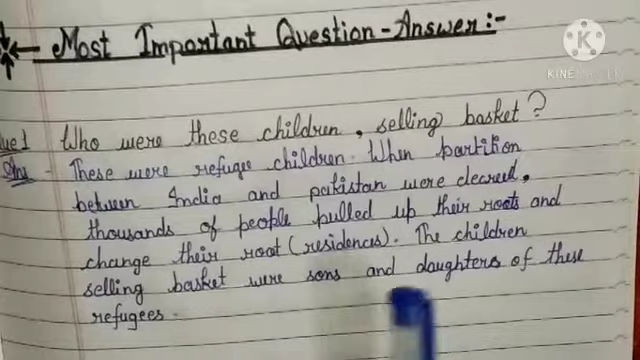 Most Important Question-Answer:-
KINEMASTER
Que 1 Who were these children, selling basket?
Ans - These were refugee children. When partition
between India and pakistan were decreed,
thousands of people pulled up their roots and
change their root (residences). The children
selling basket were sons and daughters of these
refugees.